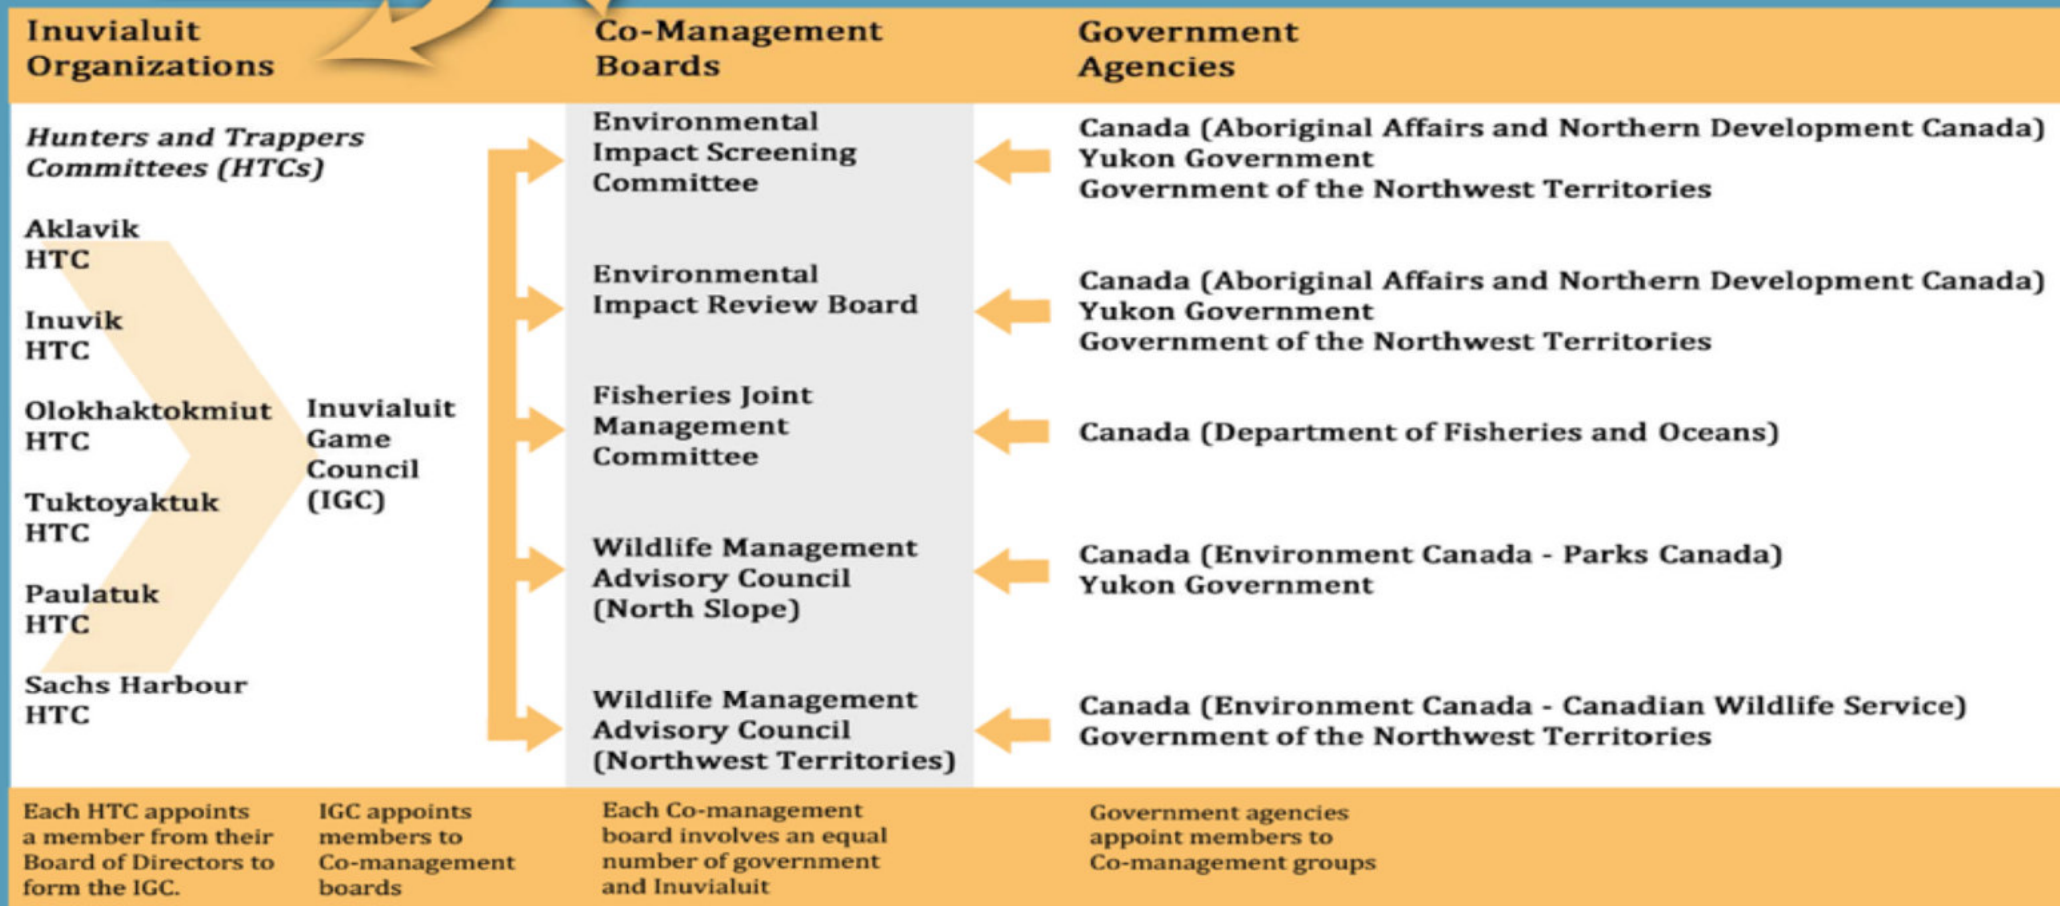 Inuvialuit
Organizations
Co-Management
Boards
Government
Agencies
Hunters and Trappers
Committees (HTCs)
Aklavik
HTC
Inuvik
HTC
Olokhaktokmiut
HTC
Tuktoyaktuk
HTC
Paulatuk
HTC
Sachs Harbour
HTC
Inuvialuit
Game
Council
(IGC)
Environmental
Impact Screening
Committee
Environmental
Impact Review Board
Fisheries Joint
Management
Committee
Wildlife Management
Advisory Council
(North Slope)
Wildlife Management
Advisory Council
(Northwest Territories)
Canada (Aboriginal Affairs and Northern Development Canada)
Yukon Government
Government of the Northwest Territories
Canada (Aboriginal Affairs and Northern Development Canada)
Yukon Government
Government of the Northwest Territories
Canada (Department of Fisheries and Oceans)
Canada (Environment Canada - Parks Canada)
Yukon Government
Canada (Environment Canada - Canadian Wildlife Service)
Government of the Northwest Territories
Each HTC appoints
a member from their
Board of Directors to
form the IGC.
IGC appoints
members to
Co-management
boards
Each Co-management
board involves an equal
number of government
and Inuvialuit
Government agencies
appoint members to
Co-management groups